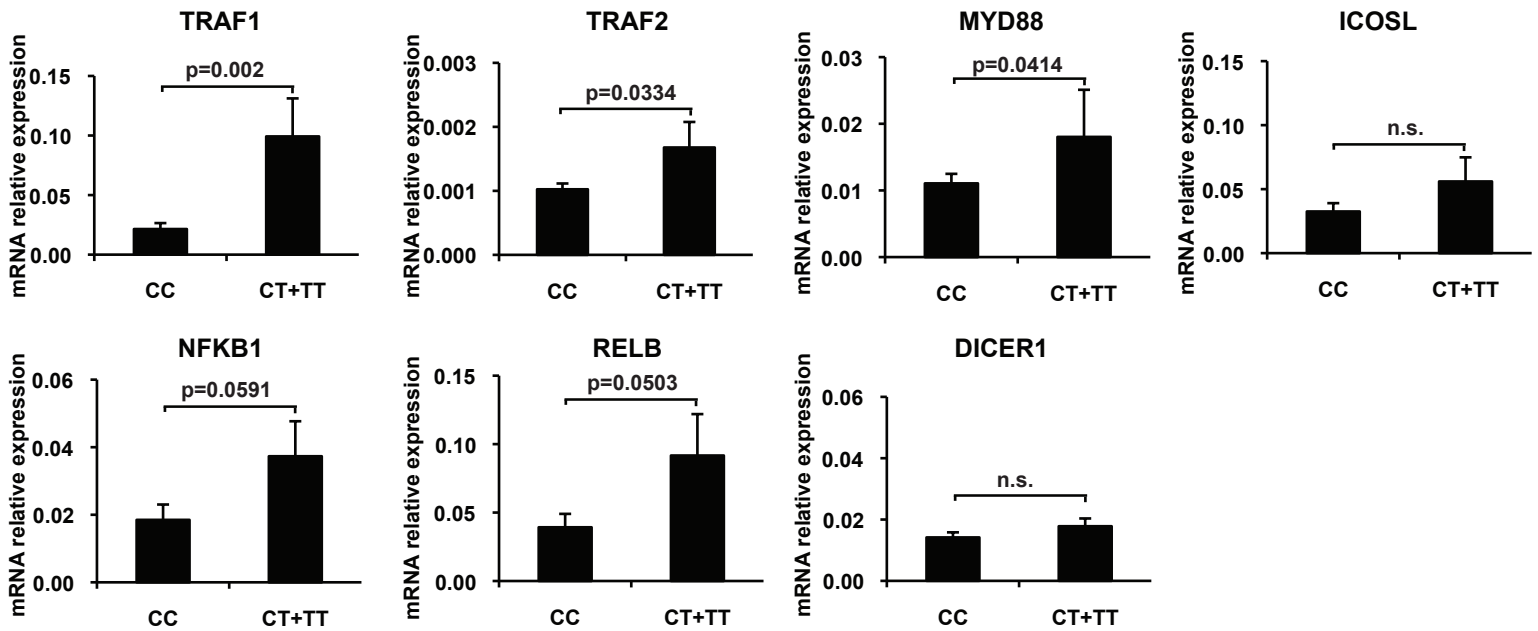 TRAF1
mRNA relative expression
0.15
0.10
0.05
0.00
p=0.002
CC CT+TT
TRAF2
mRNA relative expression
0.003
0.002
0.001
0.000
p=0.0334
CC CT+TT
MYD88
mRNA relative expression
0.03
0.02
0.01
0.00
p=0.0414
CC CT+TT
ICOSL
mRNA relative expression
0.15
0.10
0.05
0.00
n.s.
CC CT+TT
NFKB1
mRNA relative expression
0.06
0.04
0.02
0.00
p=0.0591
CC CT+TT
RELB
mRNA relative expression
0.15
0.10
0.05
0.00
p=0.0503
CC CT+TT
DICER1
mRNA relative expression
0.06
0.04
0.02
0.00
n.s.
CC CT+TT